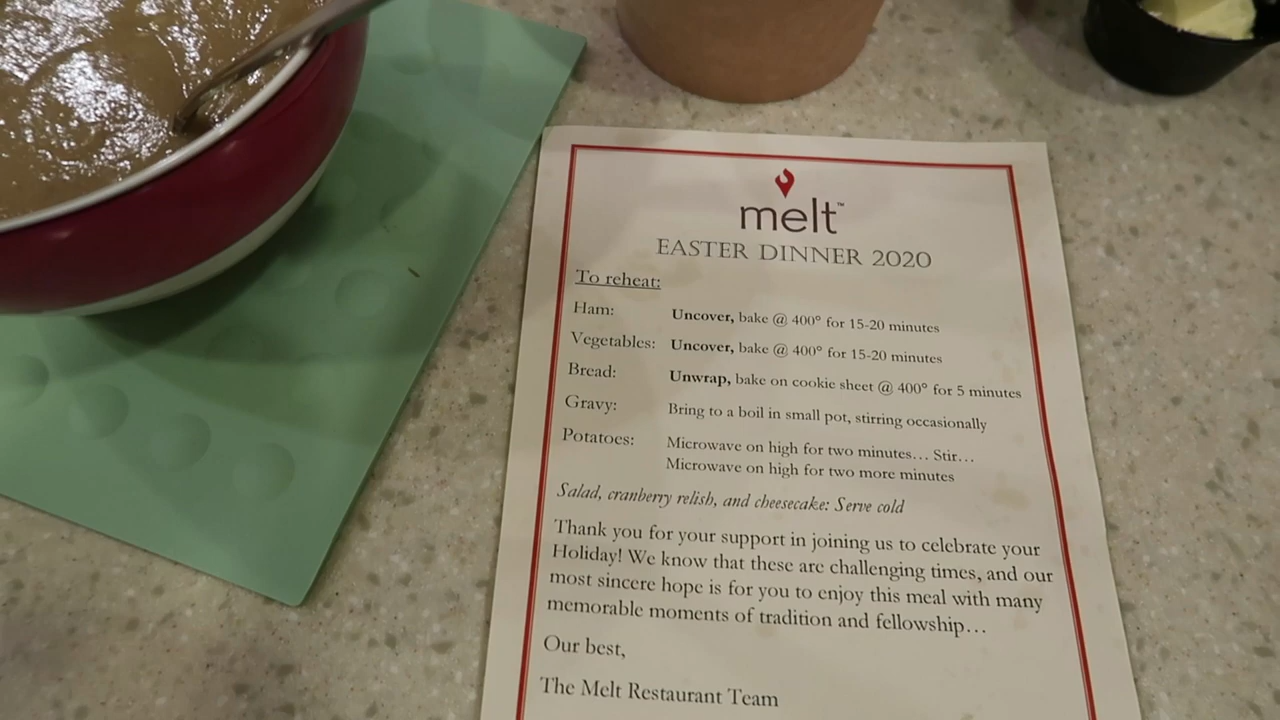 melt™
EASTER DINNER 2020
To reheat:
Ham: Uncover, bake @ 400° for 15-20 minutes
Vegetables: Uncover, bake @ 400° for 15-20 minutes
Bread: Unwrap, bake on cookie sheet @ 400° for 5 minutes
Gravy: Bring to a boil in small pot, stirring occasionally
Potatoes: Microwave on high for two minutes… Stir…
Microwave on high for two more minutes
Salad, cranberry relish, and cheesecake: Serve cold
Thank you for your support in joining us to celebrate your
Holiday! We know that these are challenging times, and our
most sincere hope is for you to enjoy this meal with many
memorable moments of tradition and fellowship…
Our best,
The Melt Restaurant Team